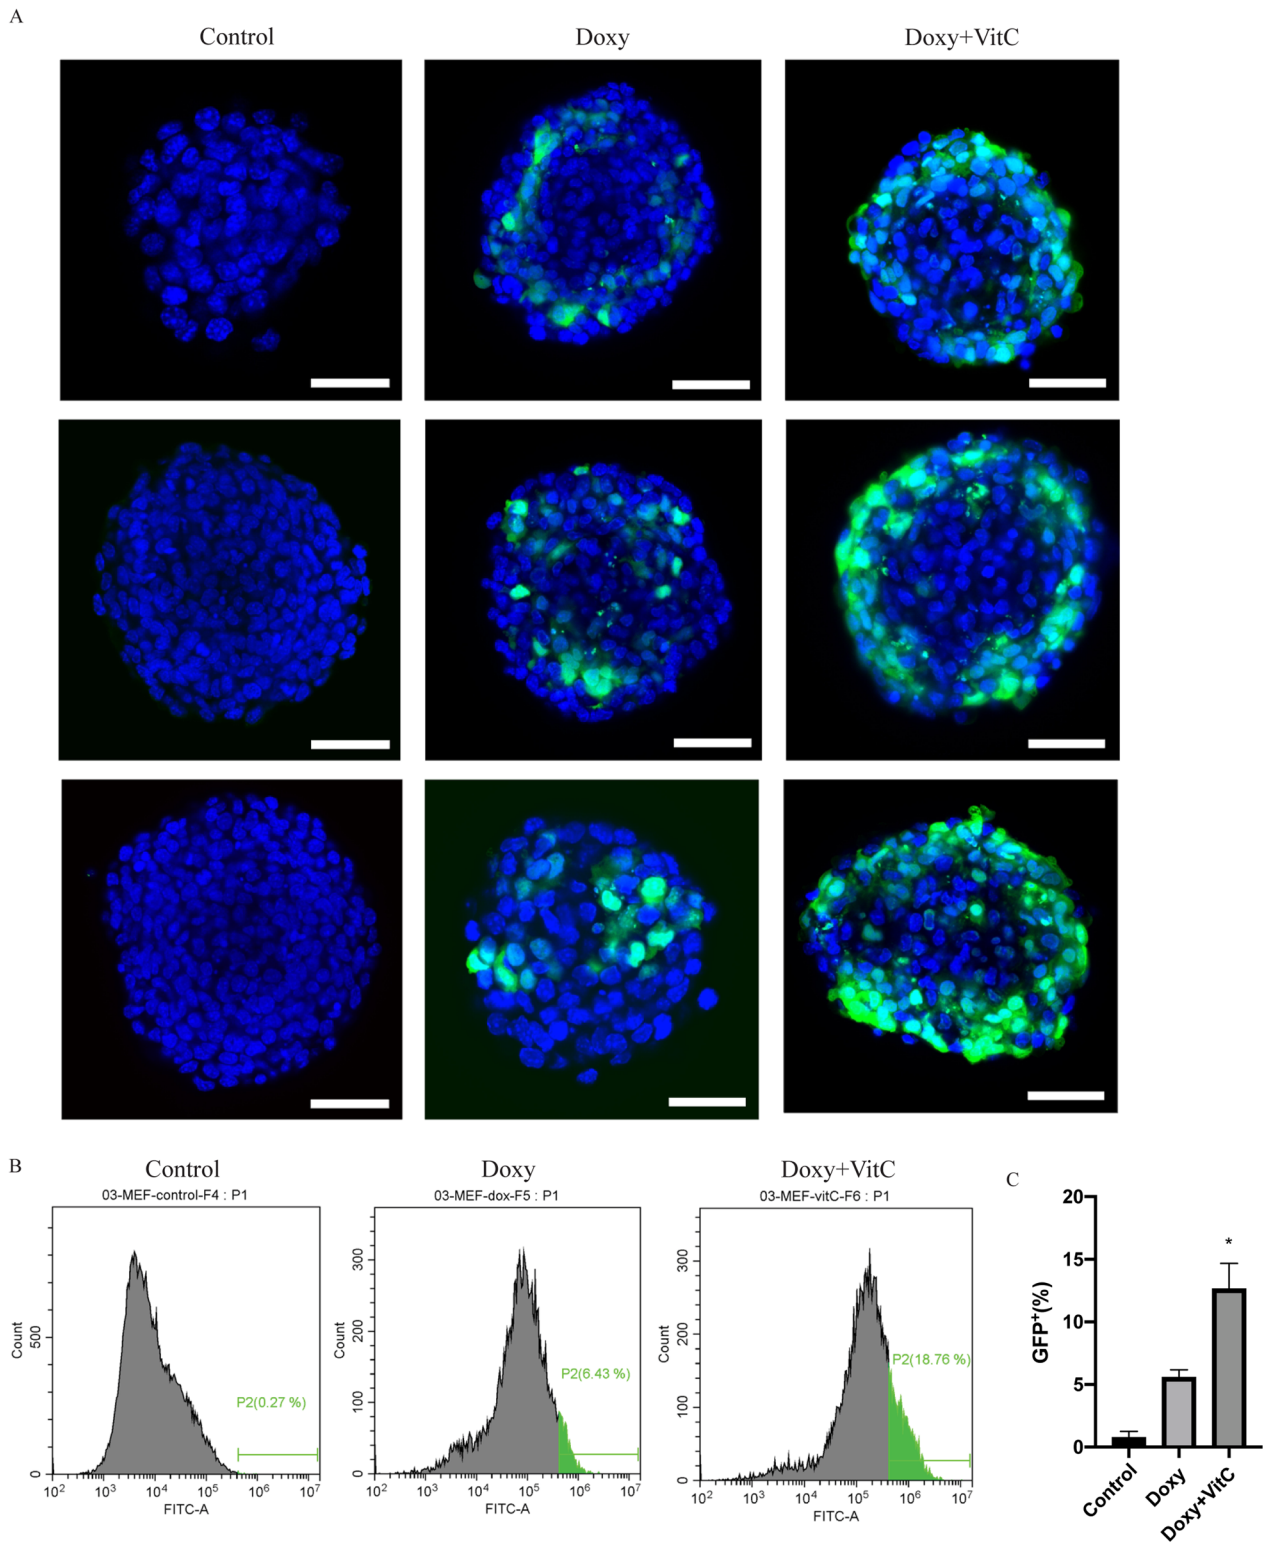 A
Control Doxy Doxy+VitC
B
Control Doxy Doxy+VitC
03-MEF-control-F4 : P1
03-MEF-dox-F5 : P1
03-MEF-vitC-F6 : P1
Count
500
0
P2(0.27 %)
10² 10³ 10⁴ 10⁵ 10⁶ 10⁷
FITC-A
Count
300
200
100
0
P2(6.43 %)
10² 10³ 10⁴ 10⁵ 10⁶ 10⁷
FITC-A
Count
300
200
100
0
P2(18.76 %)
10² 10³ 10⁴ 10⁵ 10⁶ 10⁷
FITC-A
C
GFP⁺(%)
20
15
10
5
0
*
Control
Doxy
Doxy+VitC